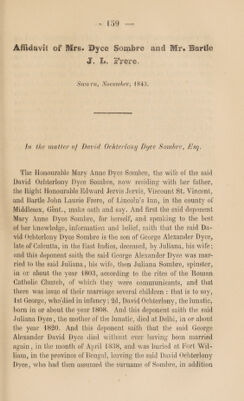 - 159 -
Affidavit of Mrs. Dyce Sombre and Mr. Bartle
J. L. Frere.
Sworn, November, 1843.
In the matter of David Ochterlony Dyce Sombre, Esq.
The Honourable Mary Anne Dyce Sombre, the wife of the said
David Ochterlony Dyce Sombre, now residing with her father,
the Right Honourable Edward Jervis Jervis, Viscount St. Vincent,
and Bartle John Laurie Frere, of Lincoln's Inn, in the county of
Middlesex, Gent., make oath and say. And first the said deponent
Mary Anne Dyce Sombre, for herself, and speaking to the best
of her knowledge, information and belief, saith that the said Da-
vid Ochterlony Dyce Sombre is the son of George Alexander Dyce,
late of Calcutta, in the East Indies, deceased, by Juliana, his wife;
and this deponent saith the said George Alexander Dyce was mar-
ried to the said Juliana, his wife, then Juliana Sombre, spinster,
in or about the year 1803, according to the rites of the Roman
Catholic Church, of which they were communicants, and that
there was issue of their marriage several children: that is to say,
1st George, who died in infancy; 2d, David Ochterlony, the lunatic,
born in or about the year 1808. And this deponent saith the said
Juliana Dyce, the mother of the lunatic, died at Delhi, in or about
the year 1820. And this deponent saith that the said George
Alexander David Dyce died without ever having been married
again, in the month of April 1838, and was buried at Fort Wil-
liam, in the province of Bengal, leaving the said David Ochterlony
Dyce, who had then assumed the surname of Sombre, in addition